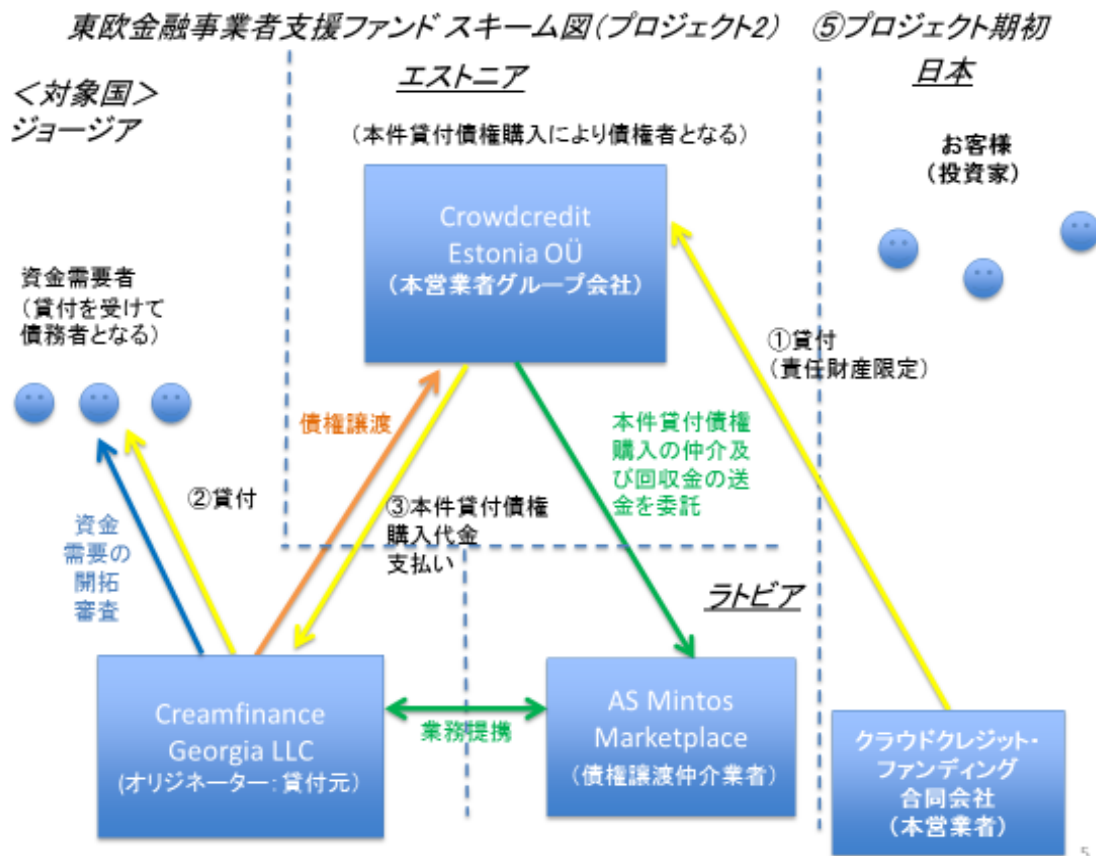 東欧金融事業者支援ファンド スキーム図(プロジェクト2) ⑤プロジェクト期初
<対象国>
ジョージア
エストニア
日本
(本件貸付債権購入により債権者となる)
お客様
(投資家)
Crowdcredit
Estonia OÜ
(本営業者グループ会社)
資金需要者
(貸付を受けて
債務者となる)
①貸付
(責任財産限定)
債権譲渡
本件貸付債権
購入の仲介及
び回収金の送
金を委託
②貸付
③本件貸付債権
購入代金
支払い
資金
需要の
開拓
審査
ラトビア
Creamfinance
Georgia LLC
(オリジネーター:貸付元)
業務提携
AS Mintos
Marketplace
(債権譲渡仲介業者)
クラウドクレジット・
ファンディング
合同会社
(本営業者)
5